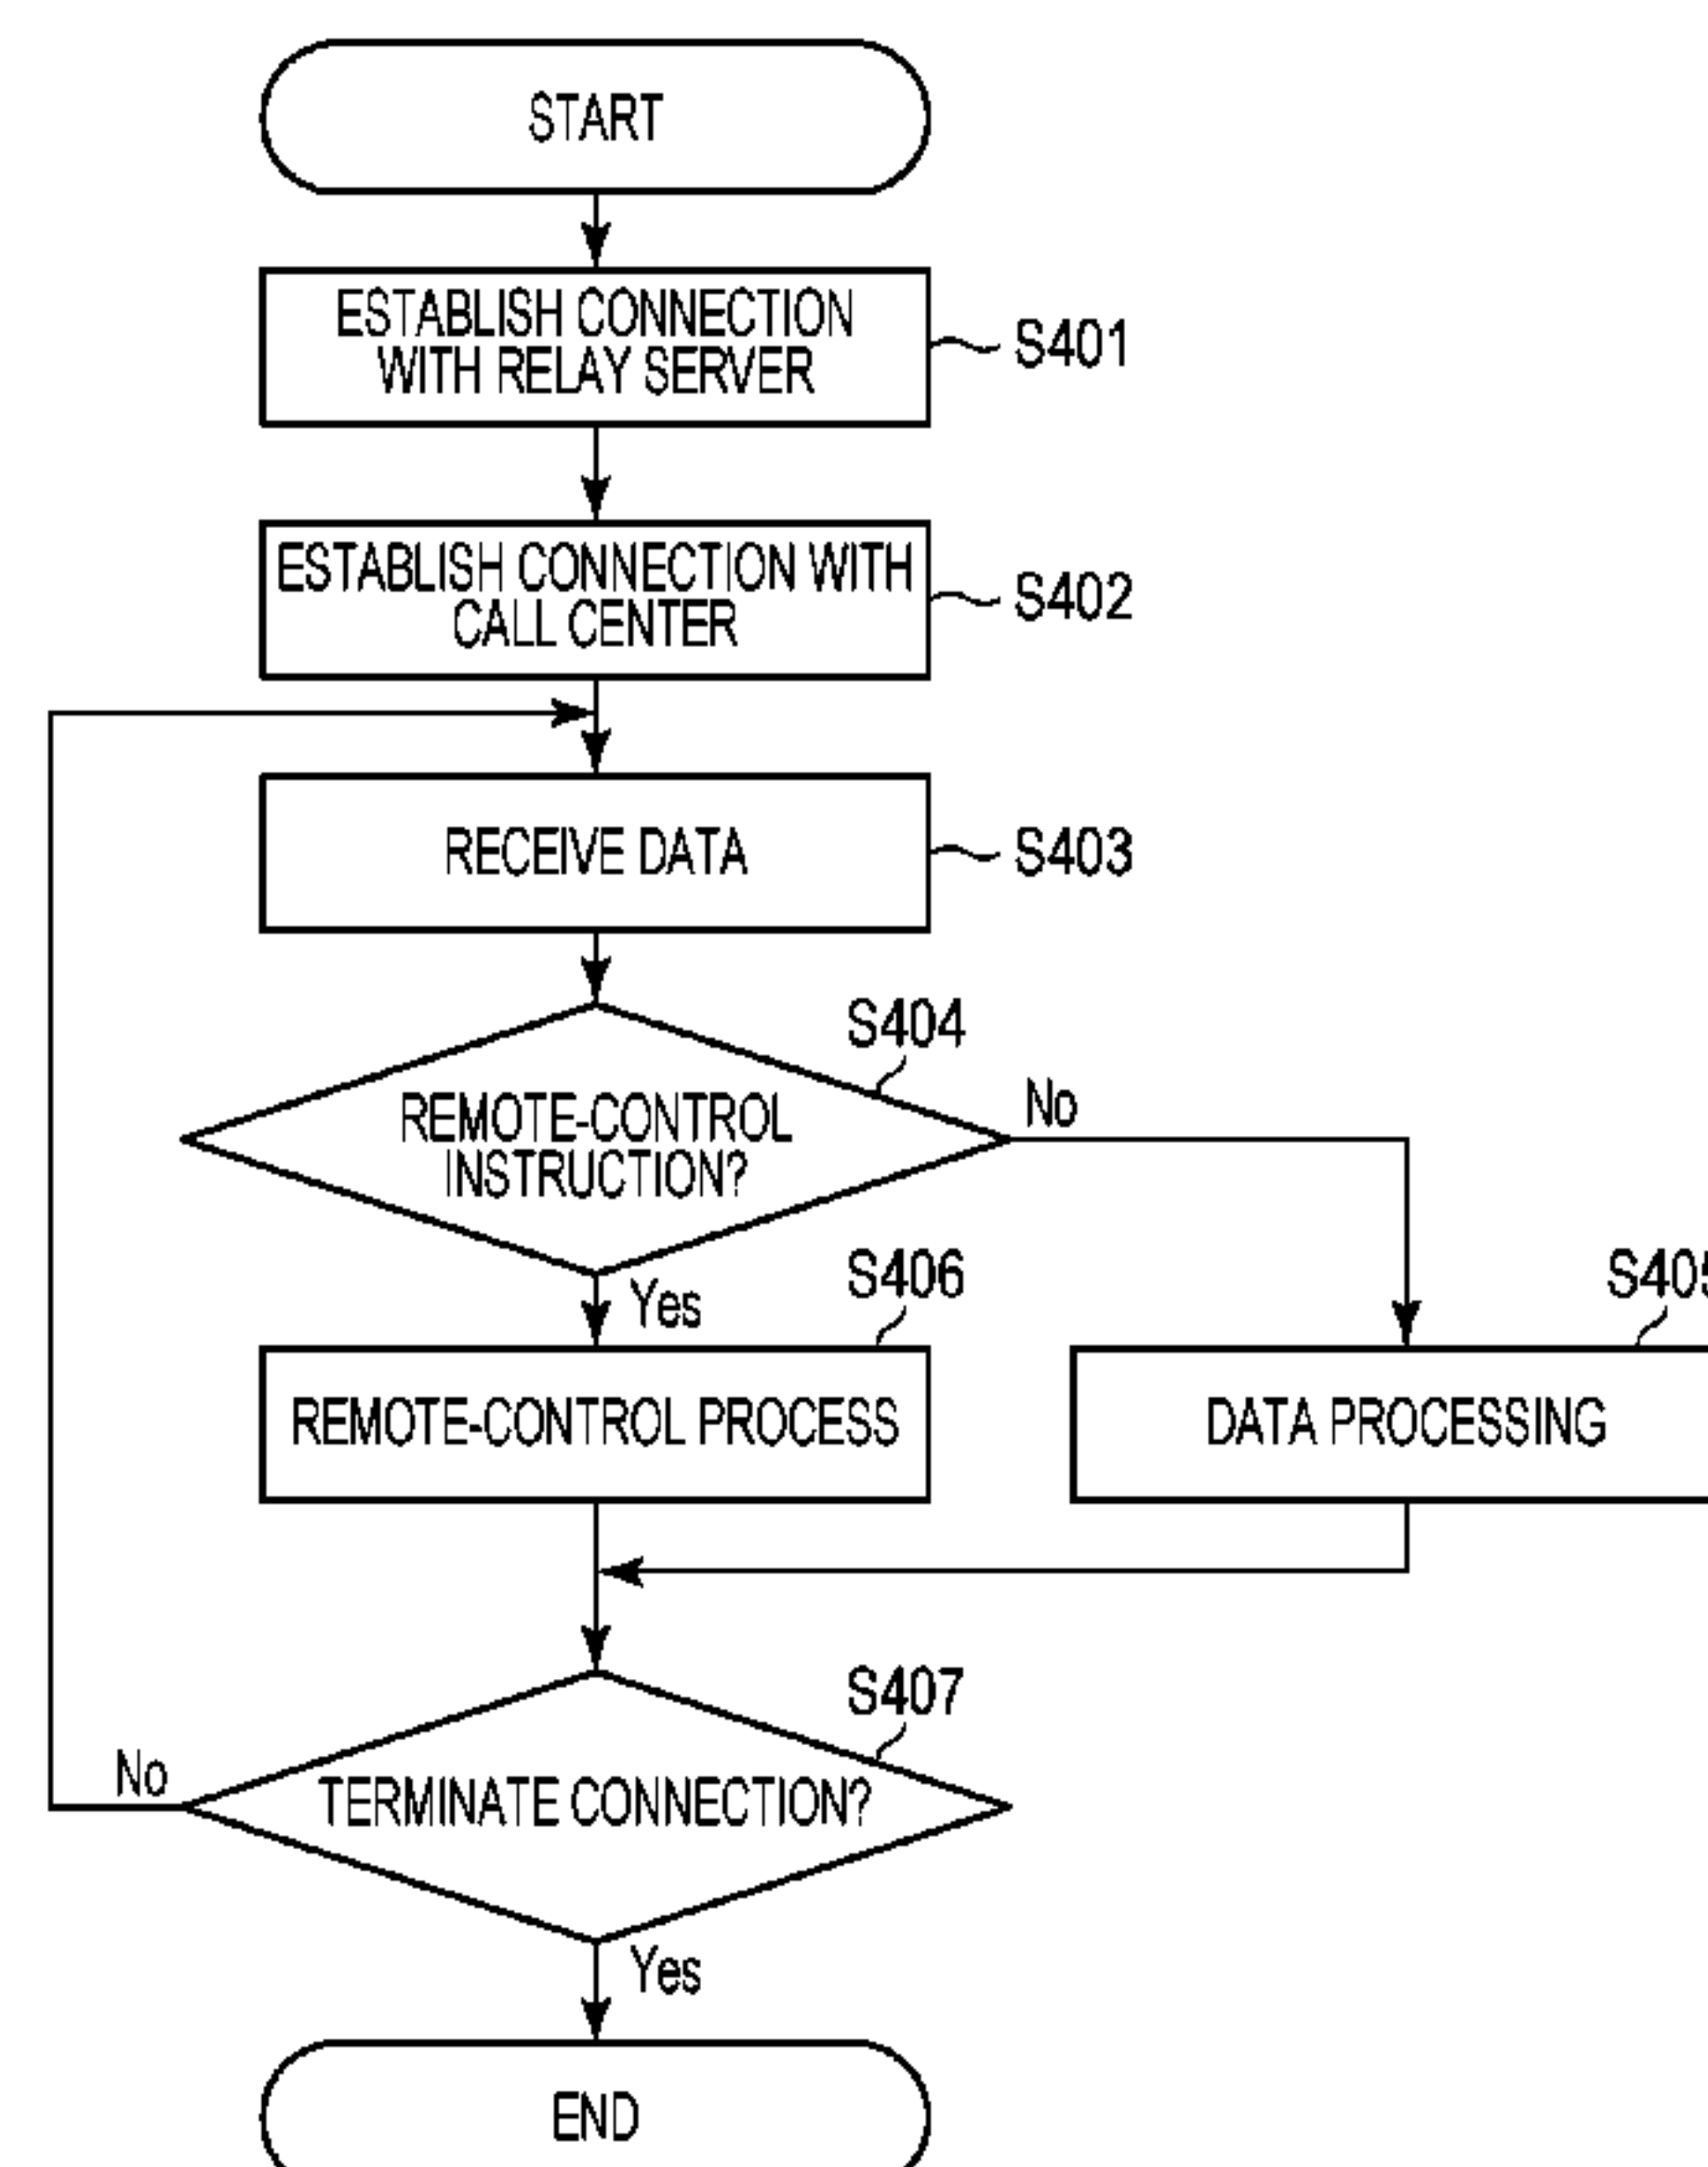 START
ESTABLISH CONNECTION
WITH RELAY SERVER
S401
ESTABLISH CONNECTION WITH
CALL CENTER
S402
RECEIVE DATA
S403
S404
REMOTE-CONTROL
INSTRUCTION?
No
Yes
S406
REMOTE-CONTROL PROCESS
S405
DATA PROCESSING
S407
TERMINATE CONNECTION?
No
Yes
END